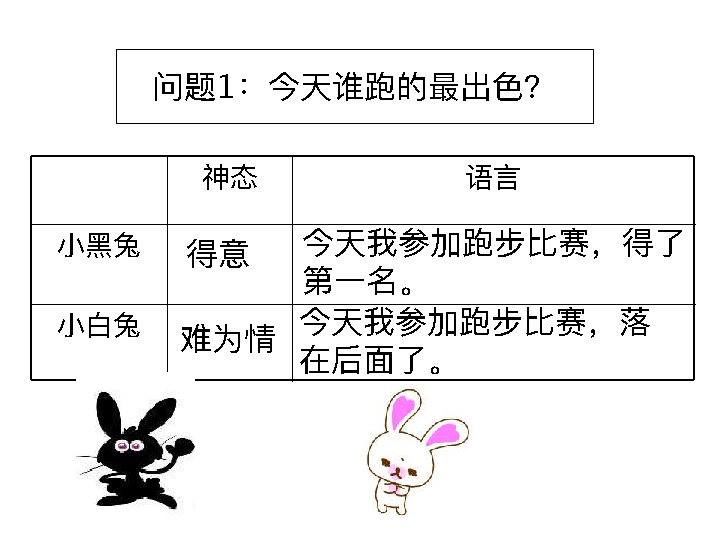 问题1：今天谁跑的最出色？
神态
语言
小黑兔
得意
今天我参加跑步比赛，得了
第一名。
小白兔
难为情
今天我参加跑步比赛，落
在后面了。